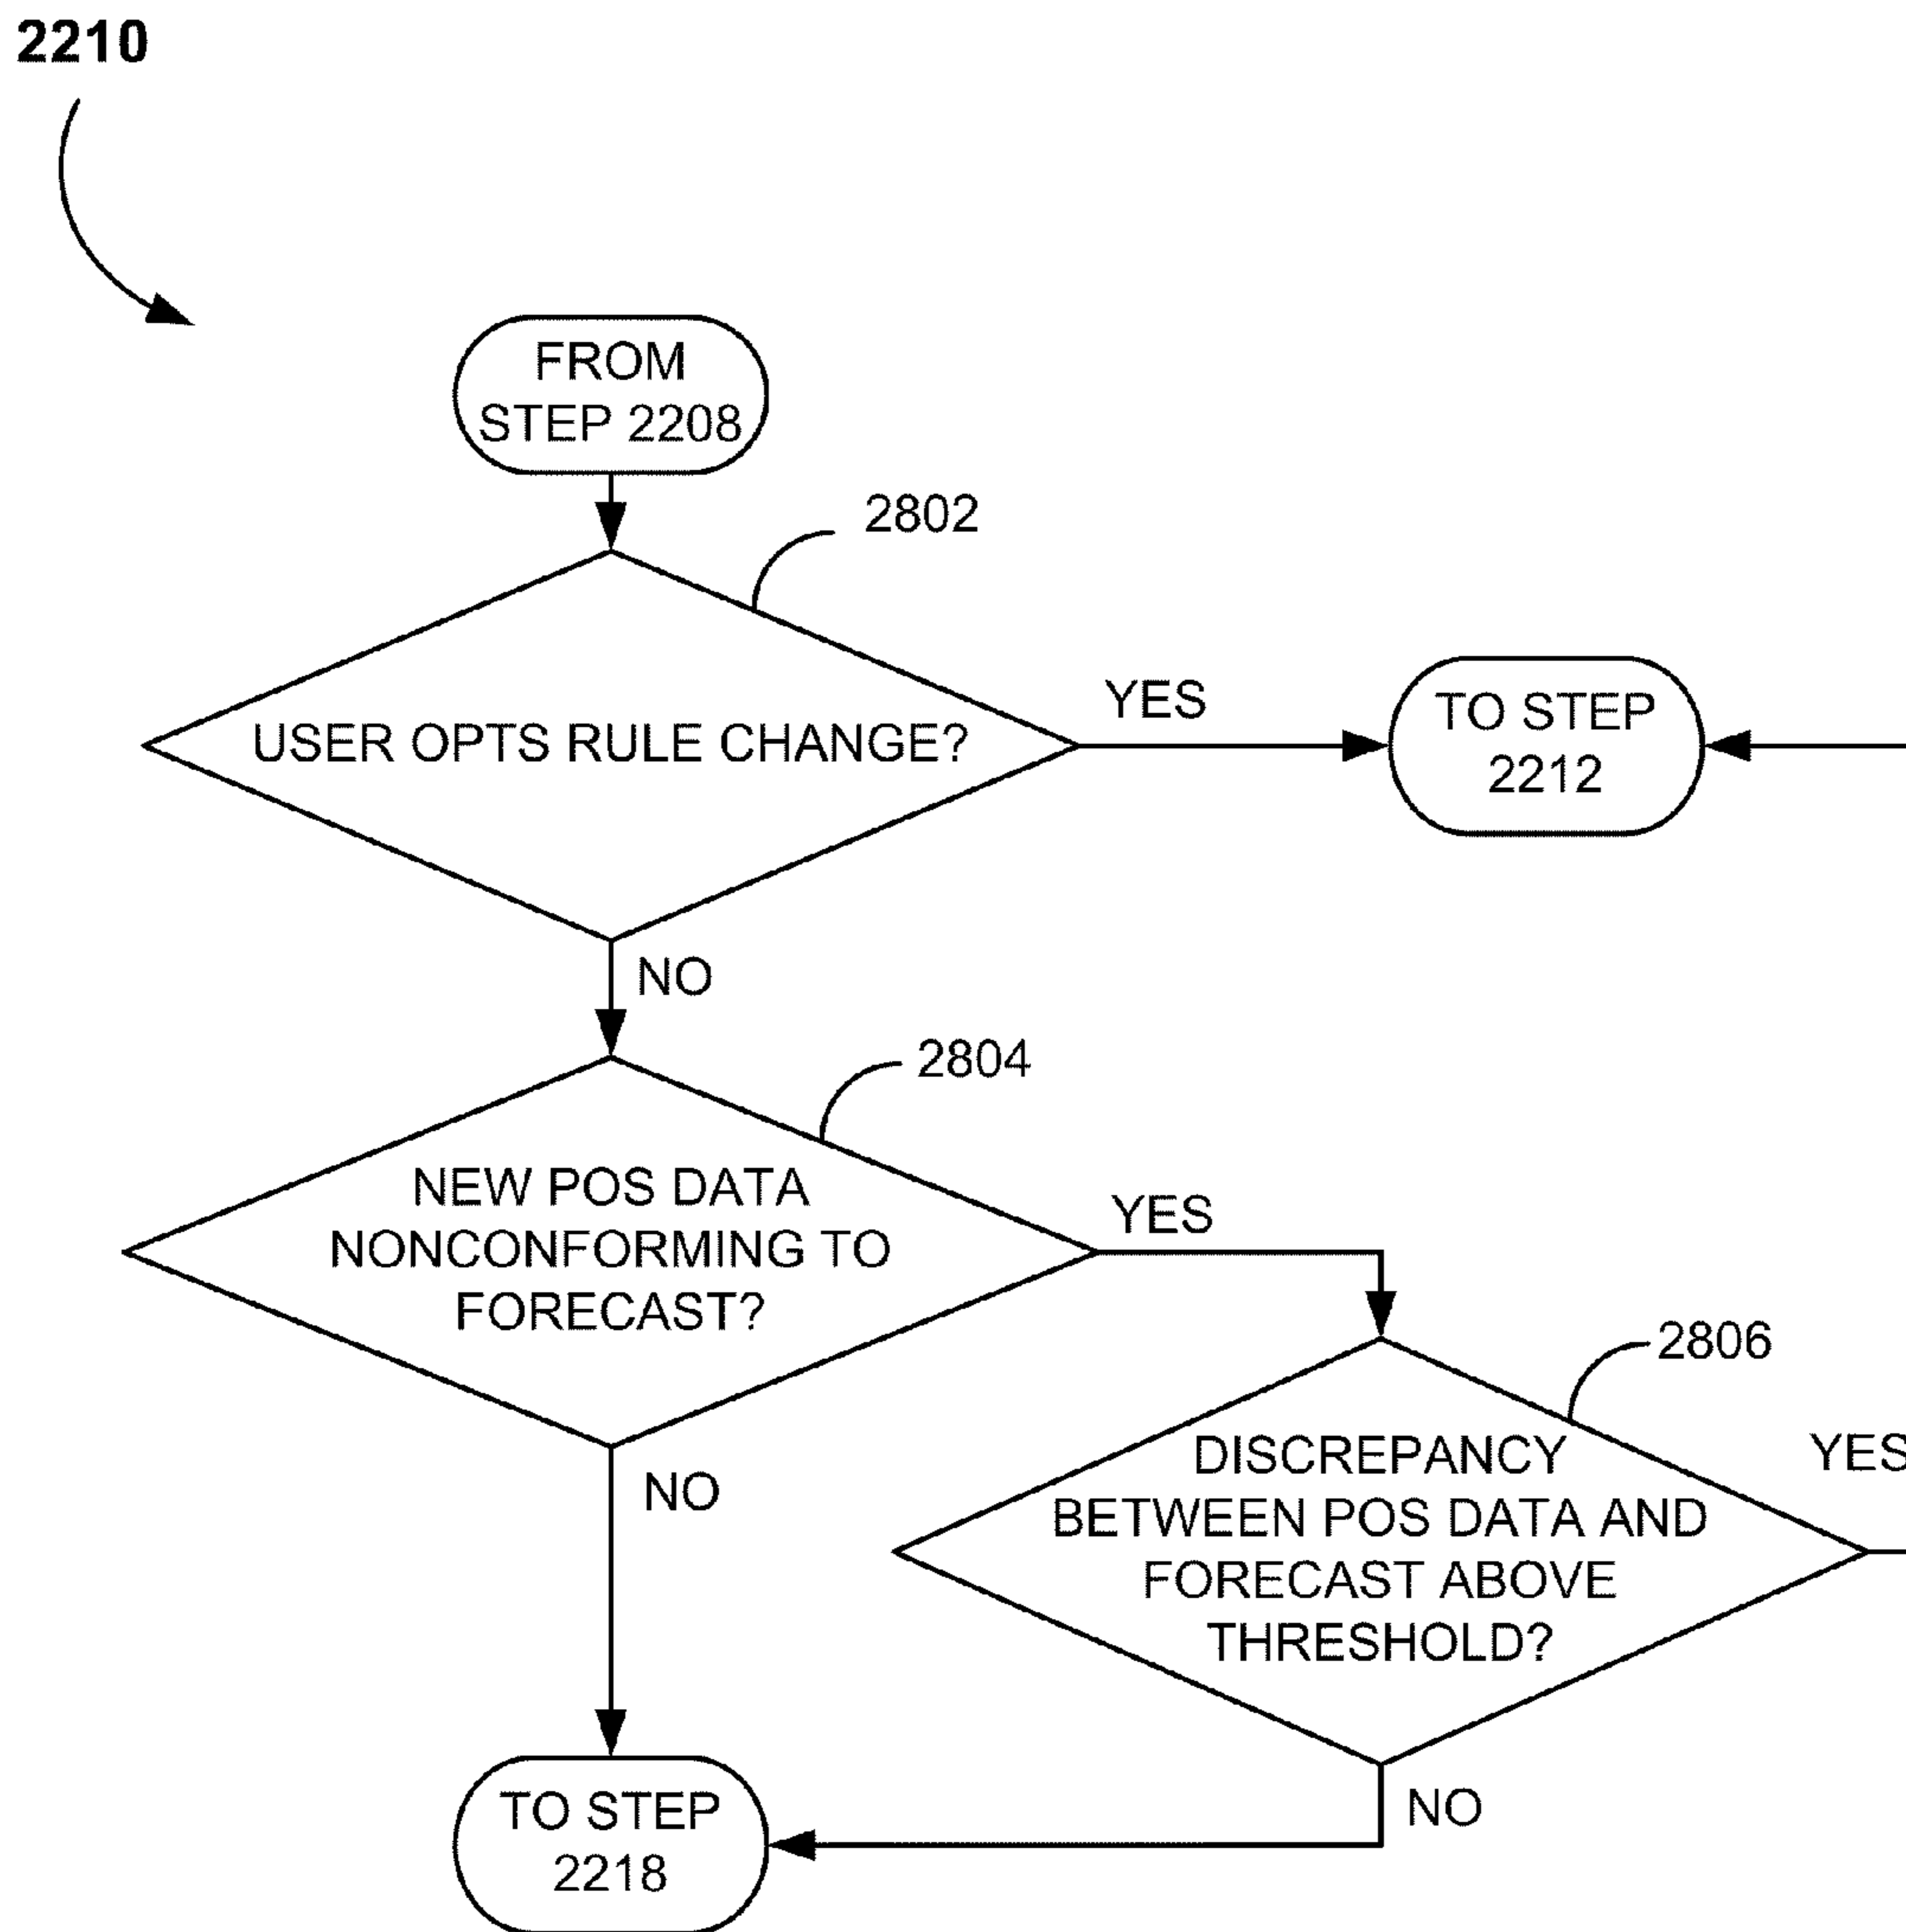 2210
FROM
STEP 2208
2802
USER OPTS RULE CHANGE?
YES
TO STEP
2212
NO
2804
NEW POS DATA
NONCONFORMING TO
FORECAST?
YES
2806
DISCREPANCY
BETWEEN POS DATA AND
FORECAST ABOVE
THRESHOLD?
YES
NO
NO
TO STEP
2218